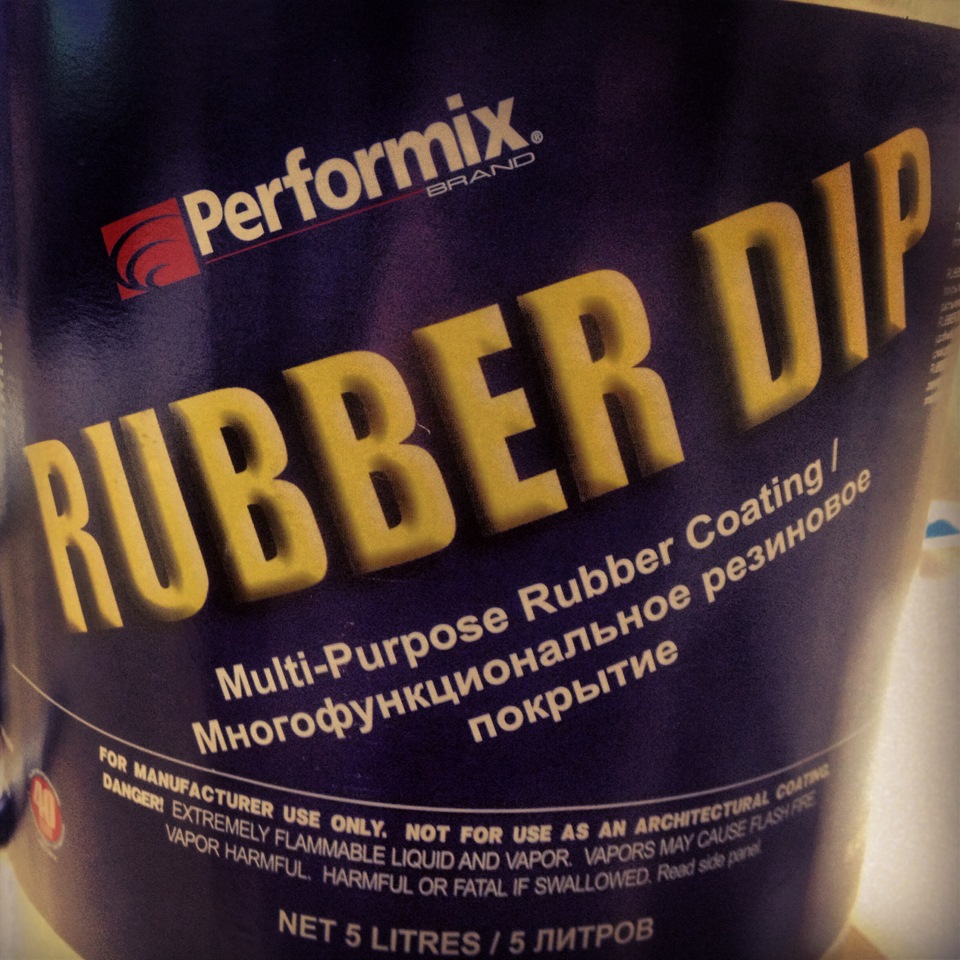 Performix®
BRAND
RUBBER DIP
Multi-Purpose Rubber Coating /
Многофункциональное резиновое
покрытие
FOR MANUFACTURER USE ONLY. NOT FOR USE AS AN ARCHITECTURAL COATING.
DANGER! EXTREMELY FLAMMABLE LIQUID AND VAPOR. VAPORS MAY CAUSE FLASH FIRE.
VAPOR HARMFUL. HARMFUL OR FATAL IF SWALLOWED. Read side panel.
40
NET 5 LITRES / 5 ЛИТРОВ